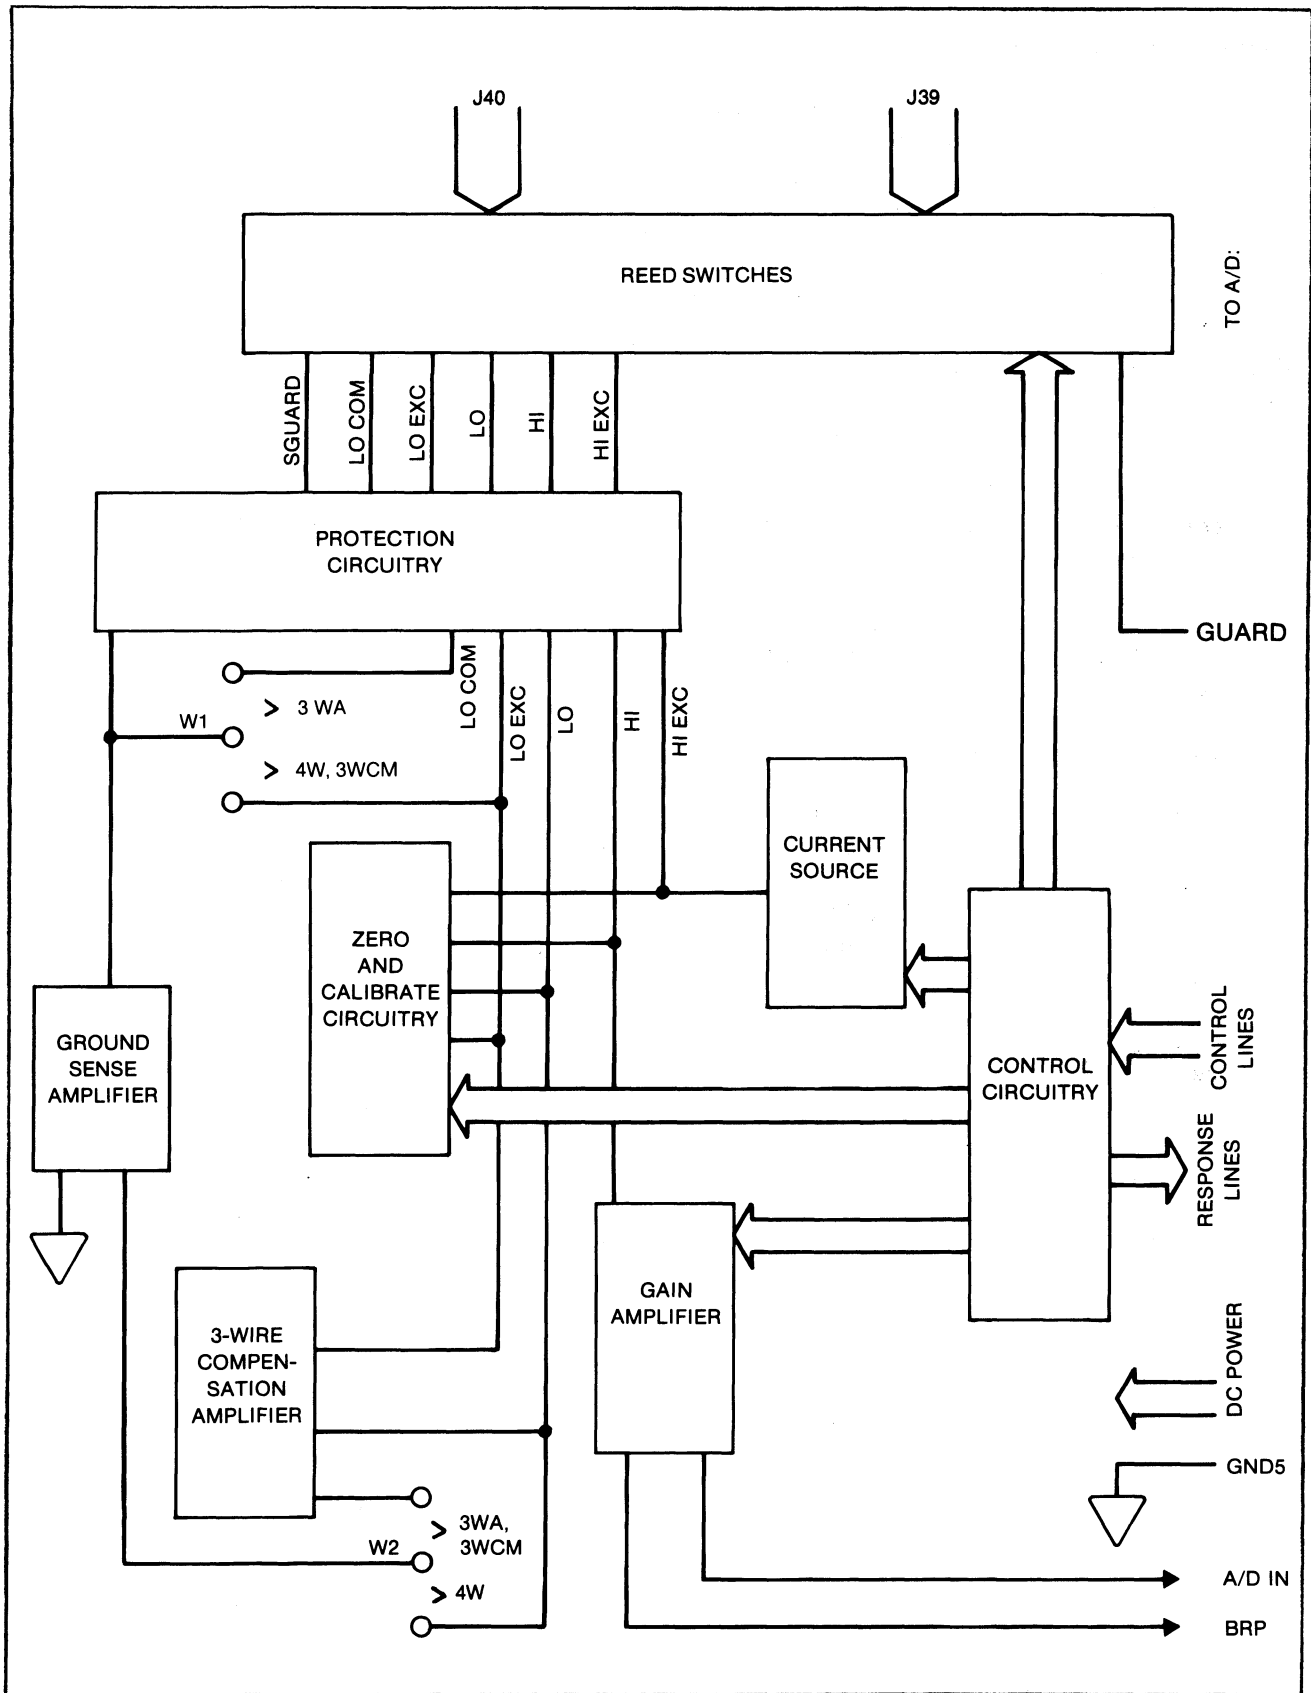 J40
J39
REED SWITCHES
TO A/D:
SGUARD
LO COM
LO EXC
LO
HI
HI EXC
PROTECTION
CIRCUITRY
GUARD
LO COM
LO EXC
LO
HI
HI EXC
> 3 WA
W1
> 4W, 3WCM
CURRENT
SOURCE
ZERO
AND
CALIBRATE
CIRCUITRY
GROUND
SENSE
AMPLIFIER
CONTROL
CIRCUITRY
CONTROL
LINES
RESPONSE
LINES
GAIN
AMPLIFIER
3-WIRE
COMPEN-
SATION
AMPLIFIER
DC POWER
GND5
> 3WA,
3WCM
W2
> 4W
A/D IN
BRP